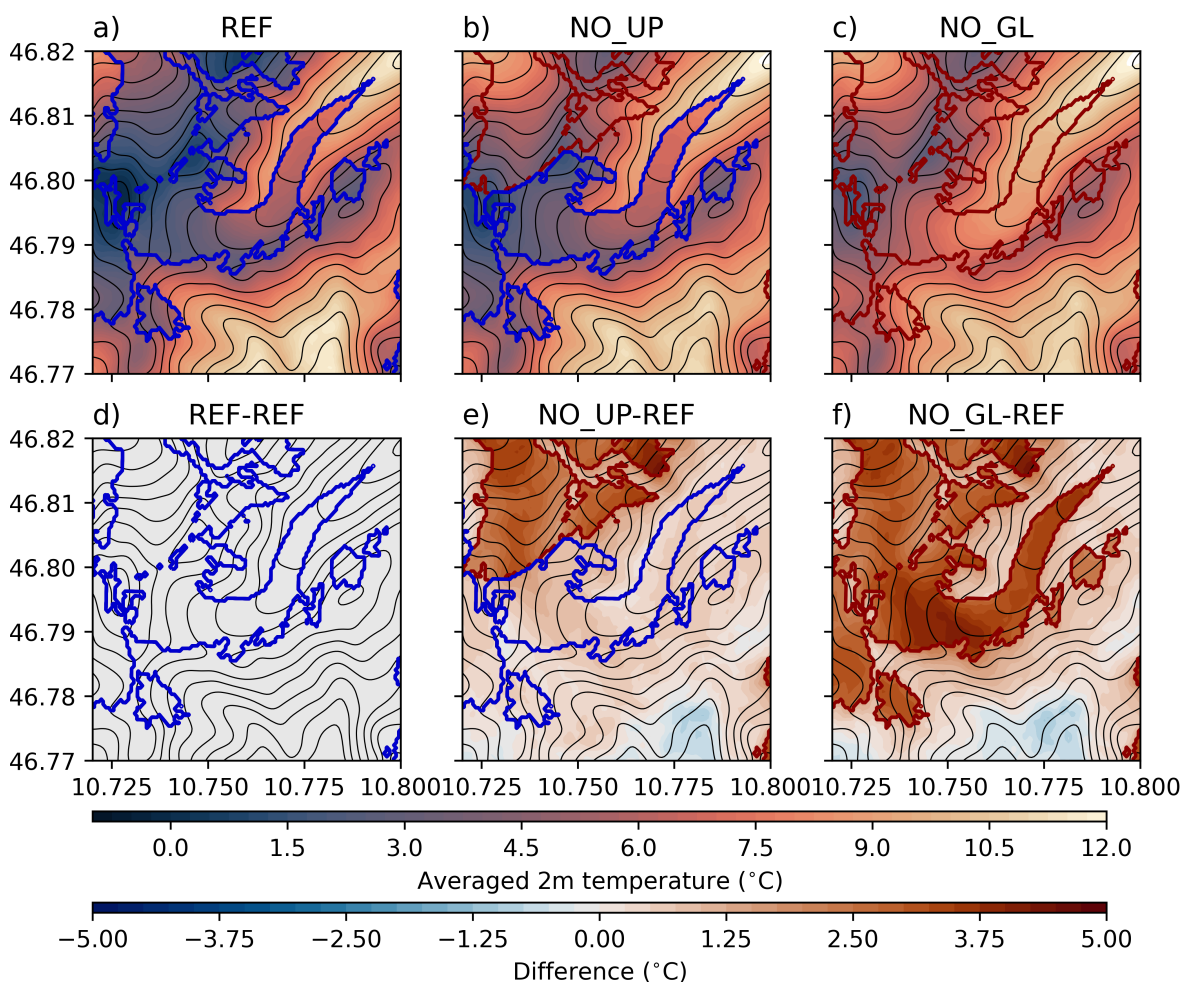 a) REF b) NO_UP c) NO_GL
46.82
46.81
46.80
46.79
46.78
46.77
d) REF-REF e) NO_UP-REF f) NO_GL-REF
46.82
46.81
46.80
46.79
46.78
46.77
10.725 10.750 10.775 10.800 10.725 10.750 10.775 10.800 10.725 10.750 10.775 10.800
0.0 1.5 3.0 4.5 6.0 7.5 9.0 10.5 12.0
Averaged 2m temperature (°C)
−5.00 −3.75 −2.50 −1.25 0.00 1.25 2.50 3.75 5.00
Difference (°C)